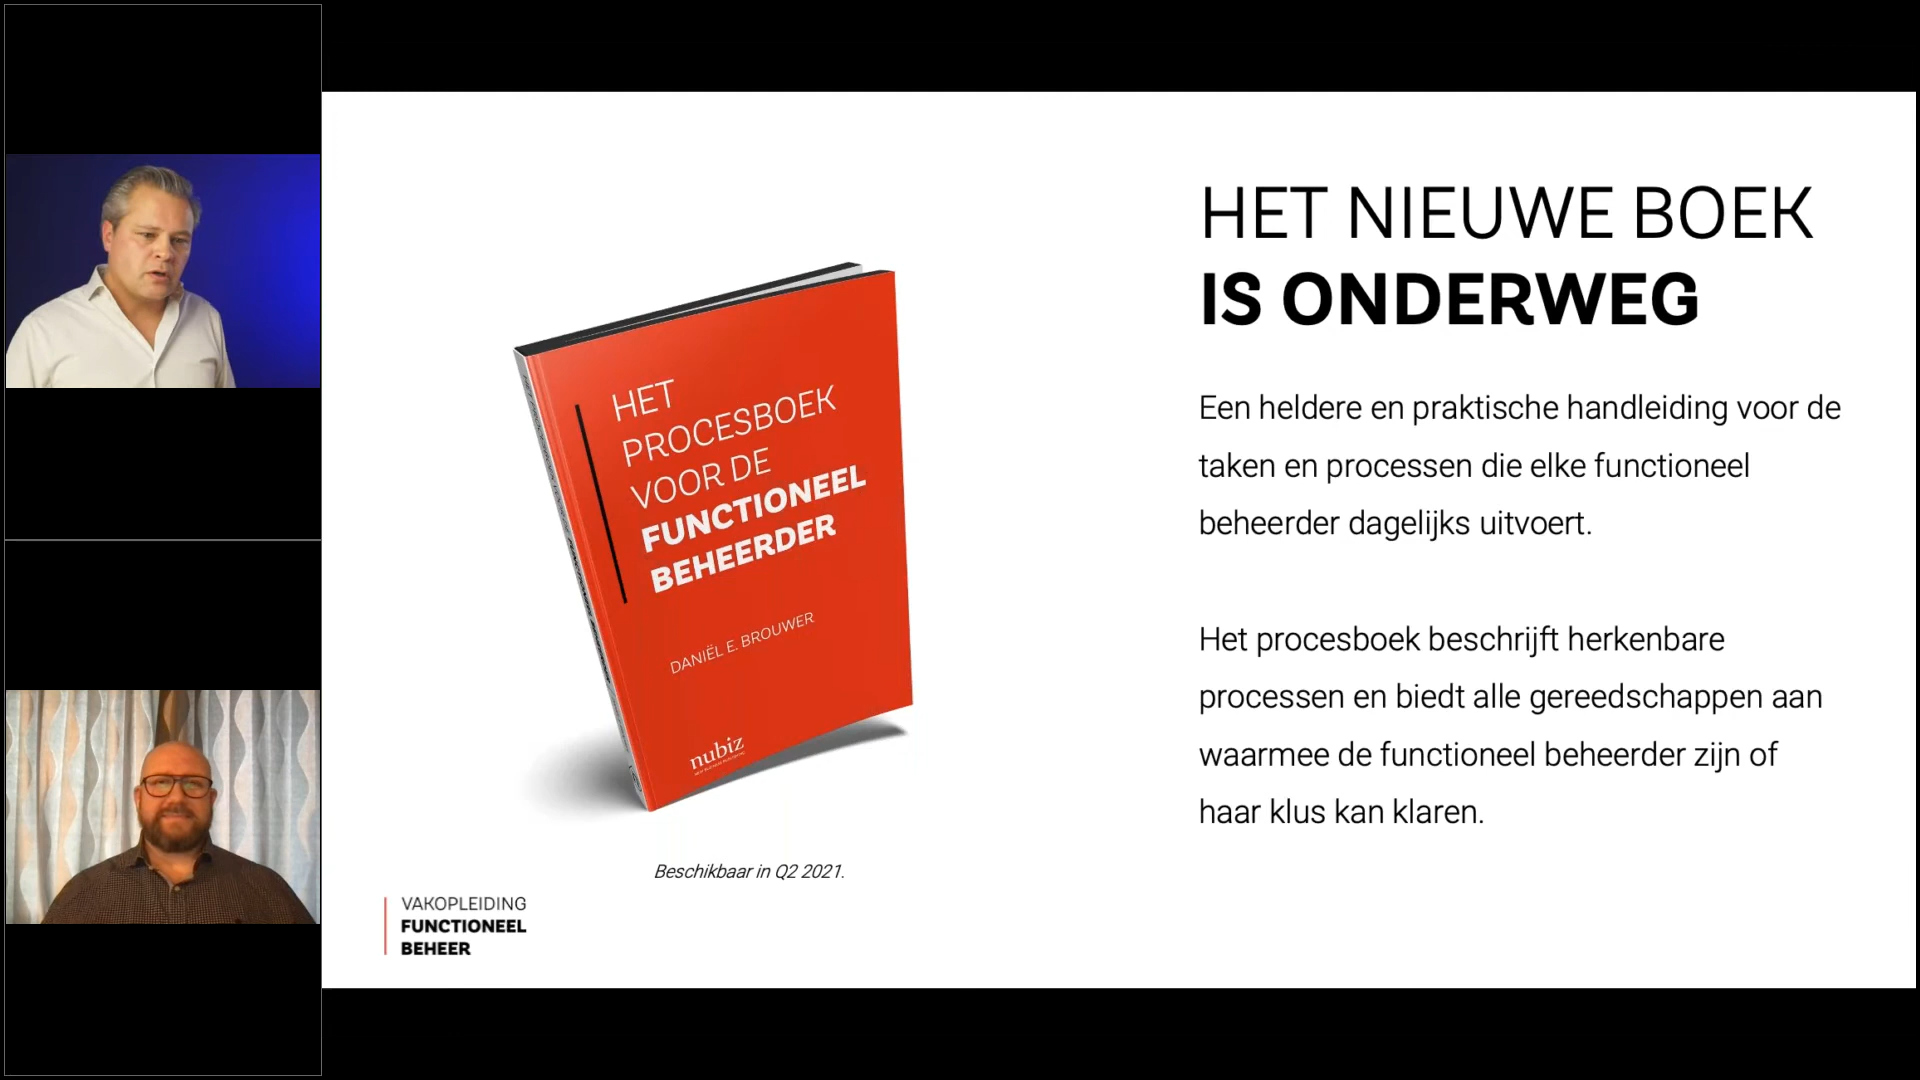 HET NIEUWE BOEK
IS ONDERWEG
Een heldere en praktische handleiding voor de
taken en processen die elke functioneel
beheerder dagelijks uitvoert.
Het procesboek beschrijft herkenbare
processen en biedt alle gereedschappen aan
waarmee de functioneel beheerder zijn of
haar klus kan klaren.
HET
PROCESBOEK
VOOR DE
FUNCTIONEEL
BEHEERDER
DANIËL E. BROUWER
nubiz
Beschikbaar in Q2 2021.
VAKOPLEIDING
FUNCTIONEEL
BEHEER